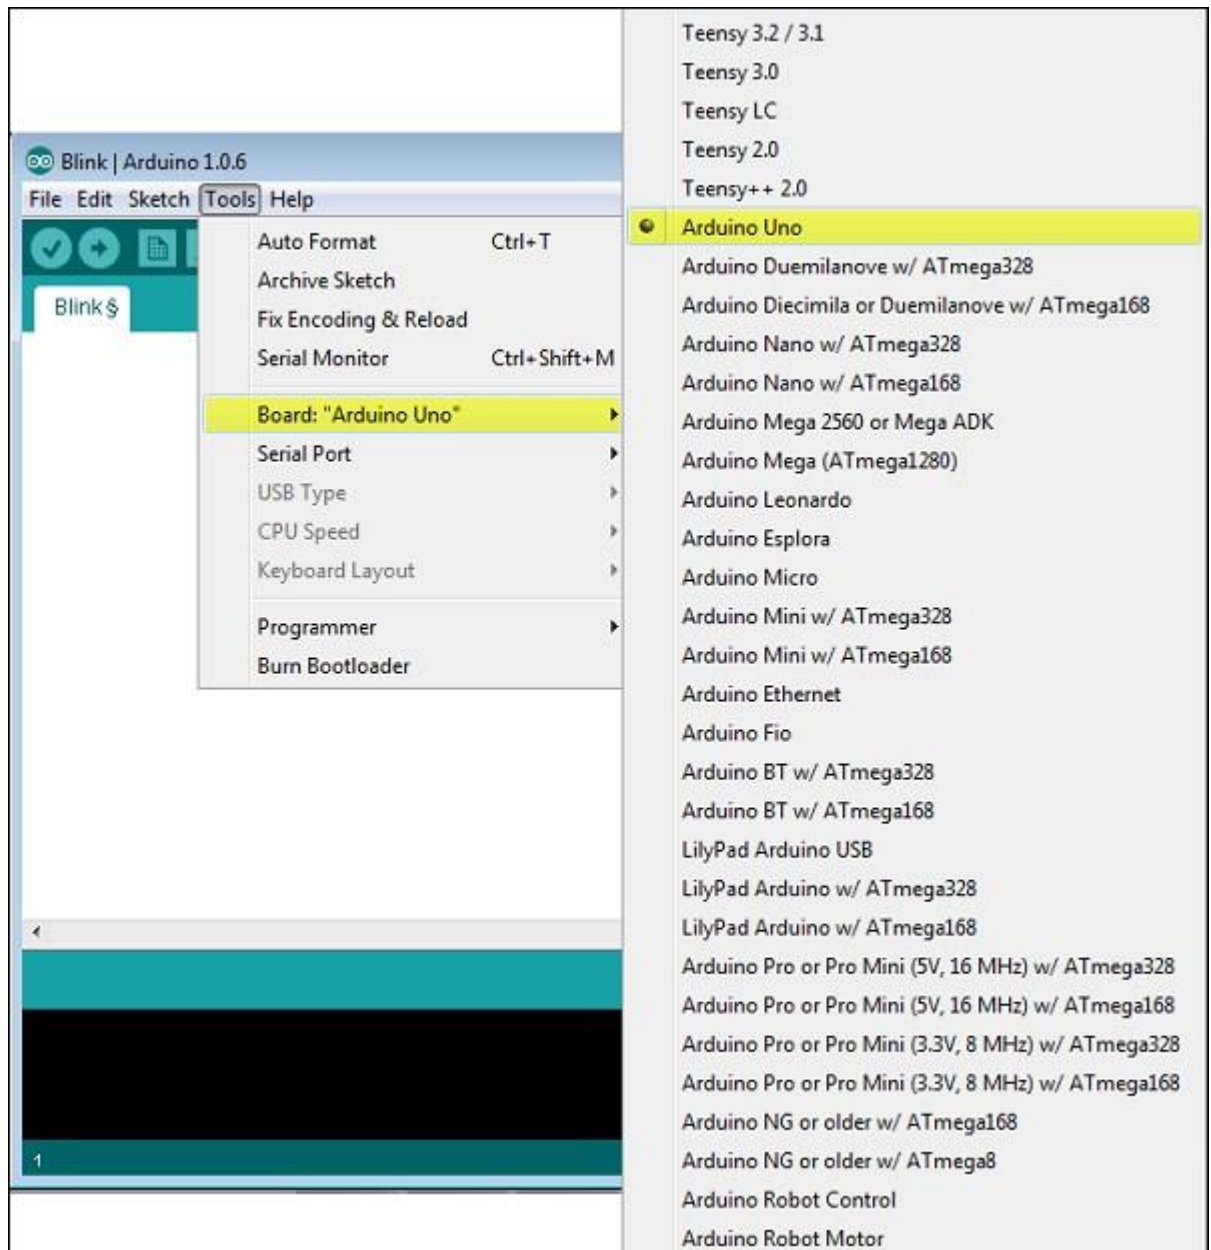 Blink | Arduino 1.0.6
File Edit Sketch Tools Help
Blink§
Auto Format Ctrl+T
Archive Sketch
Fix Encoding & Reload
Serial Monitor Ctrl+Shift+M
Board: "Arduino Uno"
Serial Port
USB Type
CPU Speed
Keyboard Layout
Programmer
Burn Bootloader
1
Teensy 3.2 / 3.1
Teensy 3.0
Teensy LC
Teensy 2.0
Teensy++ 2.0
Arduino Uno
Arduino Duemilanove w/ ATmega328
Arduino Diecimila or Duemilanove w/ ATmega168
Arduino Nano w/ ATmega328
Arduino Nano w/ ATmega168
Arduino Mega 2560 or Mega ADK
Arduino Mega (ATmega1280)
Arduino Leonardo
Arduino Esplora
Arduino Micro
Arduino Mini w/ ATmega328
Arduino Mini w/ ATmega168
Arduino Ethernet
Arduino Fio
Arduino BT w/ ATmega328
Arduino BT w/ ATmega168
LilyPad Arduino USB
LilyPad Arduino w/ ATmega328
LilyPad Arduino w/ ATmega168
Arduino Pro or Pro Mini (5V, 16 MHz) w/ ATmega328
Arduino Pro or Pro Mini (5V, 16 MHz) w/ ATmega168
Arduino Pro or Pro Mini (3.3V, 8 MHz) w/ ATmega328
Arduino Pro or Pro Mini (3.3V, 8 MHz) w/ ATmega168
Arduino NG or older w/ ATmega168
Arduino NG or older w/ ATmega8
Arduino Robot Control
Arduino Robot Motor